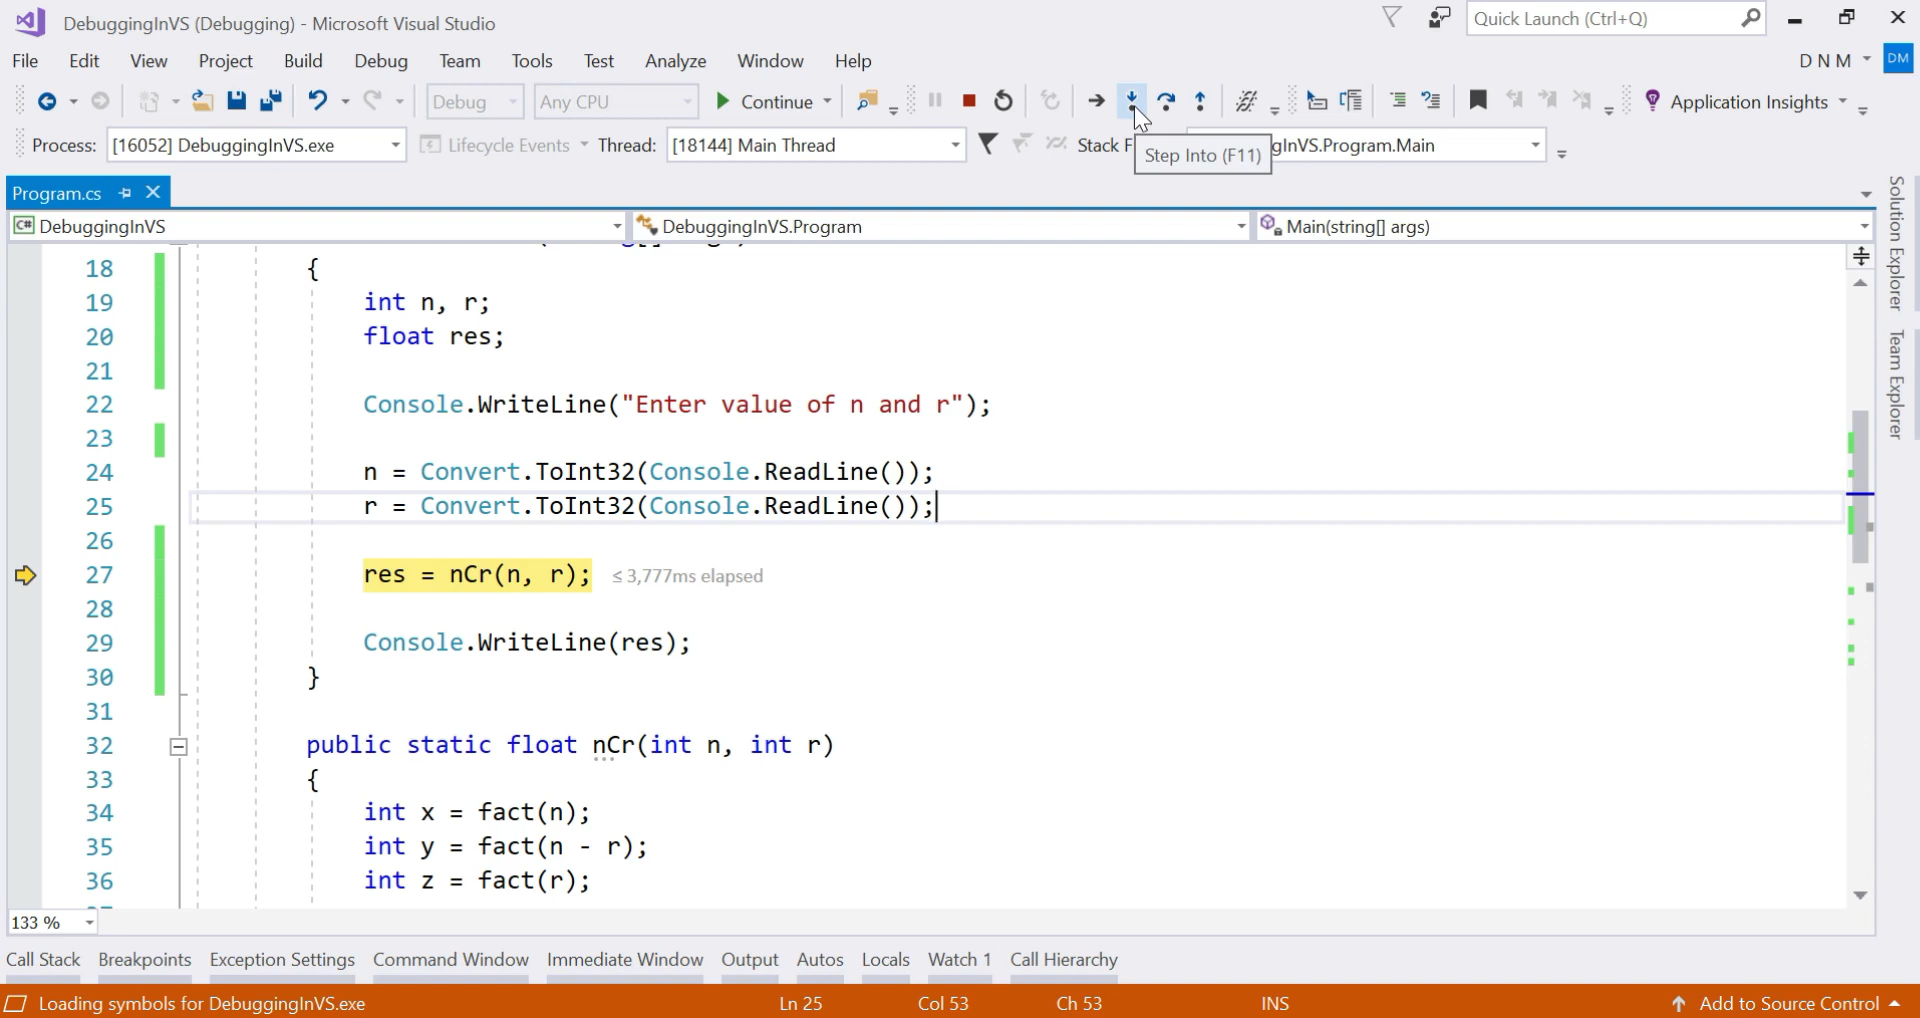 DebuggingInVS (Debugging) - Microsoft Visual Studio
Quick Launch (Ctrl+Q)
File Edit View Project Build Debug Team Tools Test Analyze Window Help D N M DM
Debug Any CPU Continue Application Insights
Process: [16052] DebuggingInVS.exe Lifecycle Events Thread: [18144] Main Thread Stack F gInVS.Program.Main
Step Into (F11)
Program.cs
C# DebuggingInVS DebuggingInVS.Program Main(string[] args)
18 {
19 int n, r;
20 float res;
21
22 Console.WriteLine("Enter value of n and r");
23
24 n = Convert.ToInt32(Console.ReadLine());
25 r = Convert.ToInt32(Console.ReadLine());
26
27 res = nCr(n, r); ≤ 3,777ms elapsed
28
29 Console.WriteLine(res);
30 }
31
32 public static float nCr(int n, int r)
33 {
34 int x = fact(n);
35 int y = fact(n - r);
36 int z = fact(r);
133 %
Call Stack Breakpoints Exception Settings Command Window Immediate Window Output Autos Locals Watch 1 Call Hierarchy
Loading symbols for DebuggingInVS.exe Ln 25 Col 53 Ch 53 INS Add to Source Control
Solution Explorer
Team Explorer